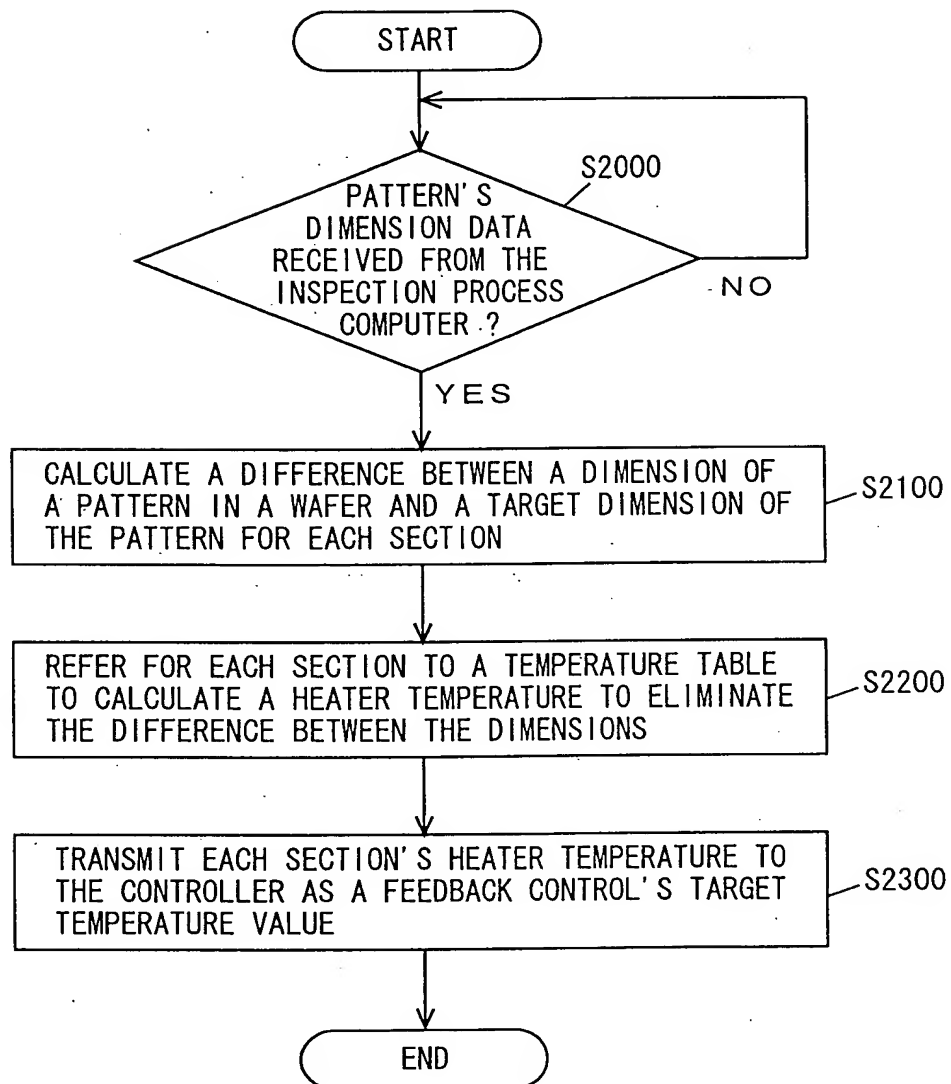 START
S2000
PATTERN'S
DIMENSION DATA
RECEIVED FROM THE
INSPECTION PROCESS
COMPUTER ?
NO
YES
CALCULATE A DIFFERENCE BETWEEN A DIMENSION OF
A PATTERN IN A WAFER AND A TARGET DIMENSION OF
THE PATTERN FOR EACH SECTION
S2100
REFER FOR EACH SECTION TO A TEMPERATURE TABLE
TO CALCULATE A HEATER TEMPERATURE TO ELIMINATE
THE DIFFERENCE BETWEEN THE DIMENSIONS
S2200
TRANSMIT EACH SECTION'S HEATER TEMPERATURE TO
THE CONTROLLER AS A FEEDBACK CONTROL'S TARGET
TEMPERATURE VALUE
S2300
END